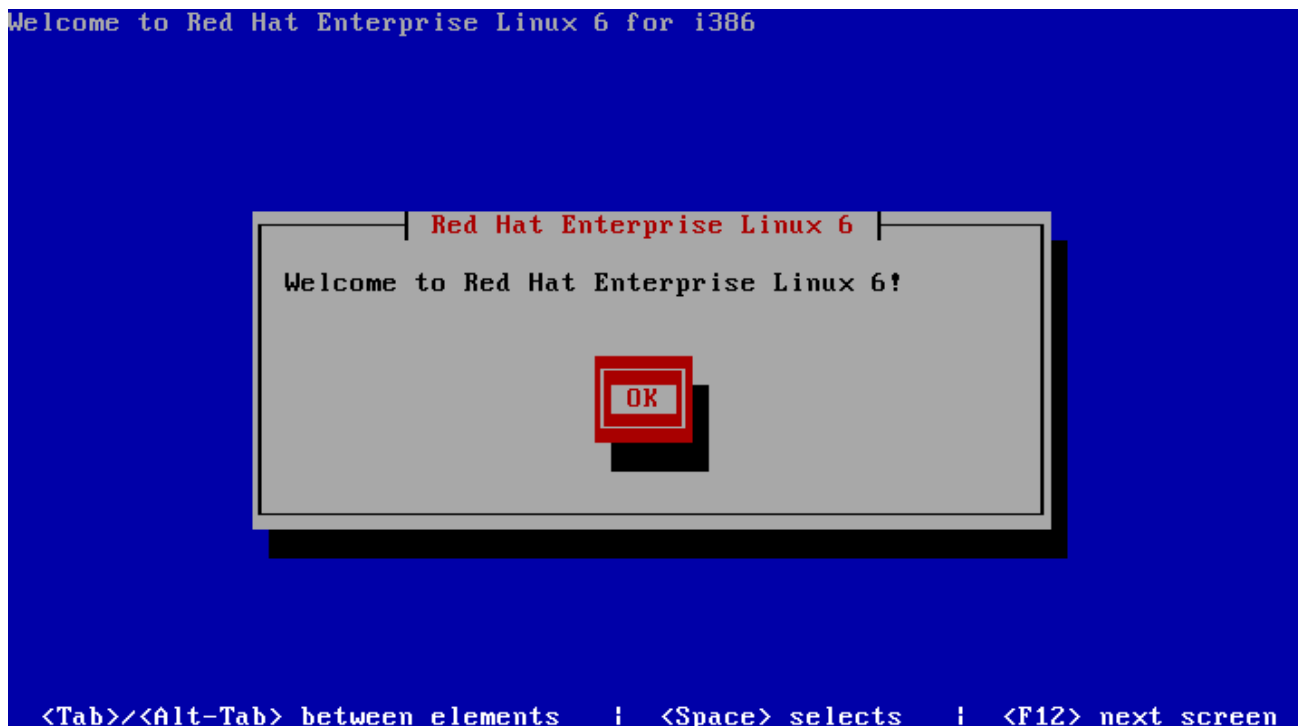 Welcome to Red Hat Enterprise Linux 6 for i386
Red Hat Enterprise Linux 6
Welcome to Red Hat Enterprise Linux 6!
OK
<Tab>/<Alt-Tab> between elements | <Space> selects | <F12> next screen